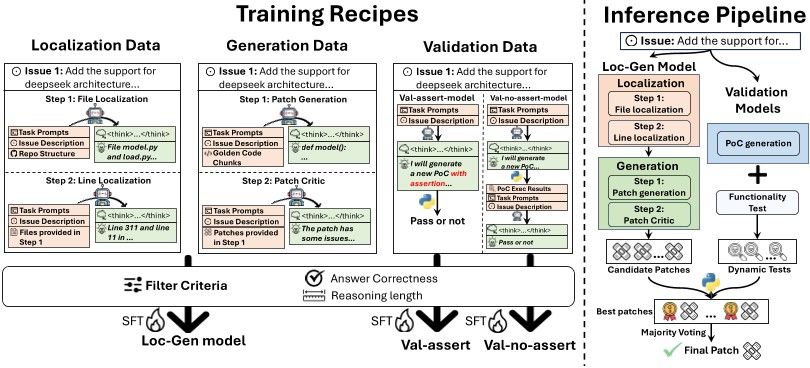 Training Recipes
Localization Data
Issue 1: Add the support for
deepseek architecture...
Step 1: File Localization
Task Prompts
Issue Description
Repo Structure
<think>...</think>
File model.py
and load.py...
Step 2: Line Localization
Task Prompts
Issue Description
Files provided in
Step 1
<think>...</think>
Line 311 and line
11 in ...
Generation Data
Issue 1: Add the support for
deepseek architecture...
Step 1: Patch Generation
Task Prompts
Issue Description
Golden Code
Chunks
<think>...</think>
def model():
...
Step 2: Patch Critic
Task Prompts
Issue Description
Patches provided
in Step 1
<think>...</think>
The patch has
some issues...
Validation Data
Issue 1: Add the support for
deepseek architecture...
Val-assert-model
Task Prompts
Issue Description
<think>...</think>
I will generate
a new PoC with
assertion...
Pass or not
Val-no-assert-model
Task Prompts
Issue Description
<think>...</think>
I will generate
a new PoC...
PoC Exec Results
Task Prompts
Issue Description
<think>...</think>
Pass or not
Filter Criteria
Answer Correctness
Reasoning length
SFT
Loc-Gen model
SFT
Val-assert
SFT
Val-no-assert
Inference Pipeline
Issue: Add the support for...
Loc-Gen Model
Localization
Step 1:
File localization
Step 2:
Line localization
Generation
Step 1:
Patch generation
Step 2:
Patch Critic
...
Candidate Patches
Validation
Models
PoC generation
+
Functionality
Test
...
Dynamic Tests
Best patches
...
Majority Voting
Final Patch